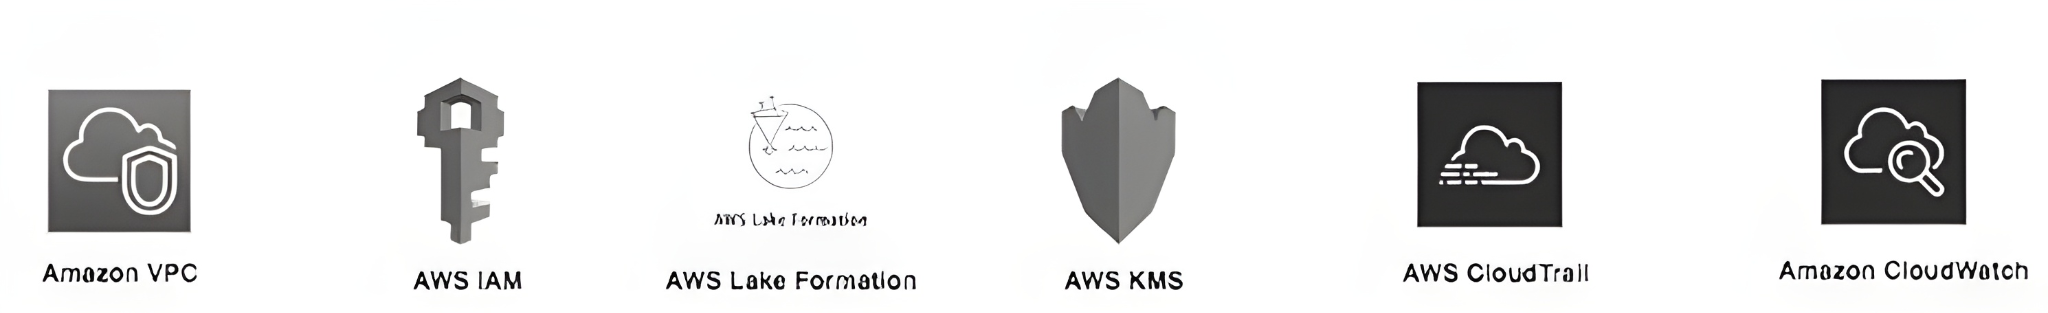 AWS Lake Formation
Amazon VPC
AWS IAM
AWS Lake Formation
AWS KMS
AWS CloudTrail
Amazon CloudWatch